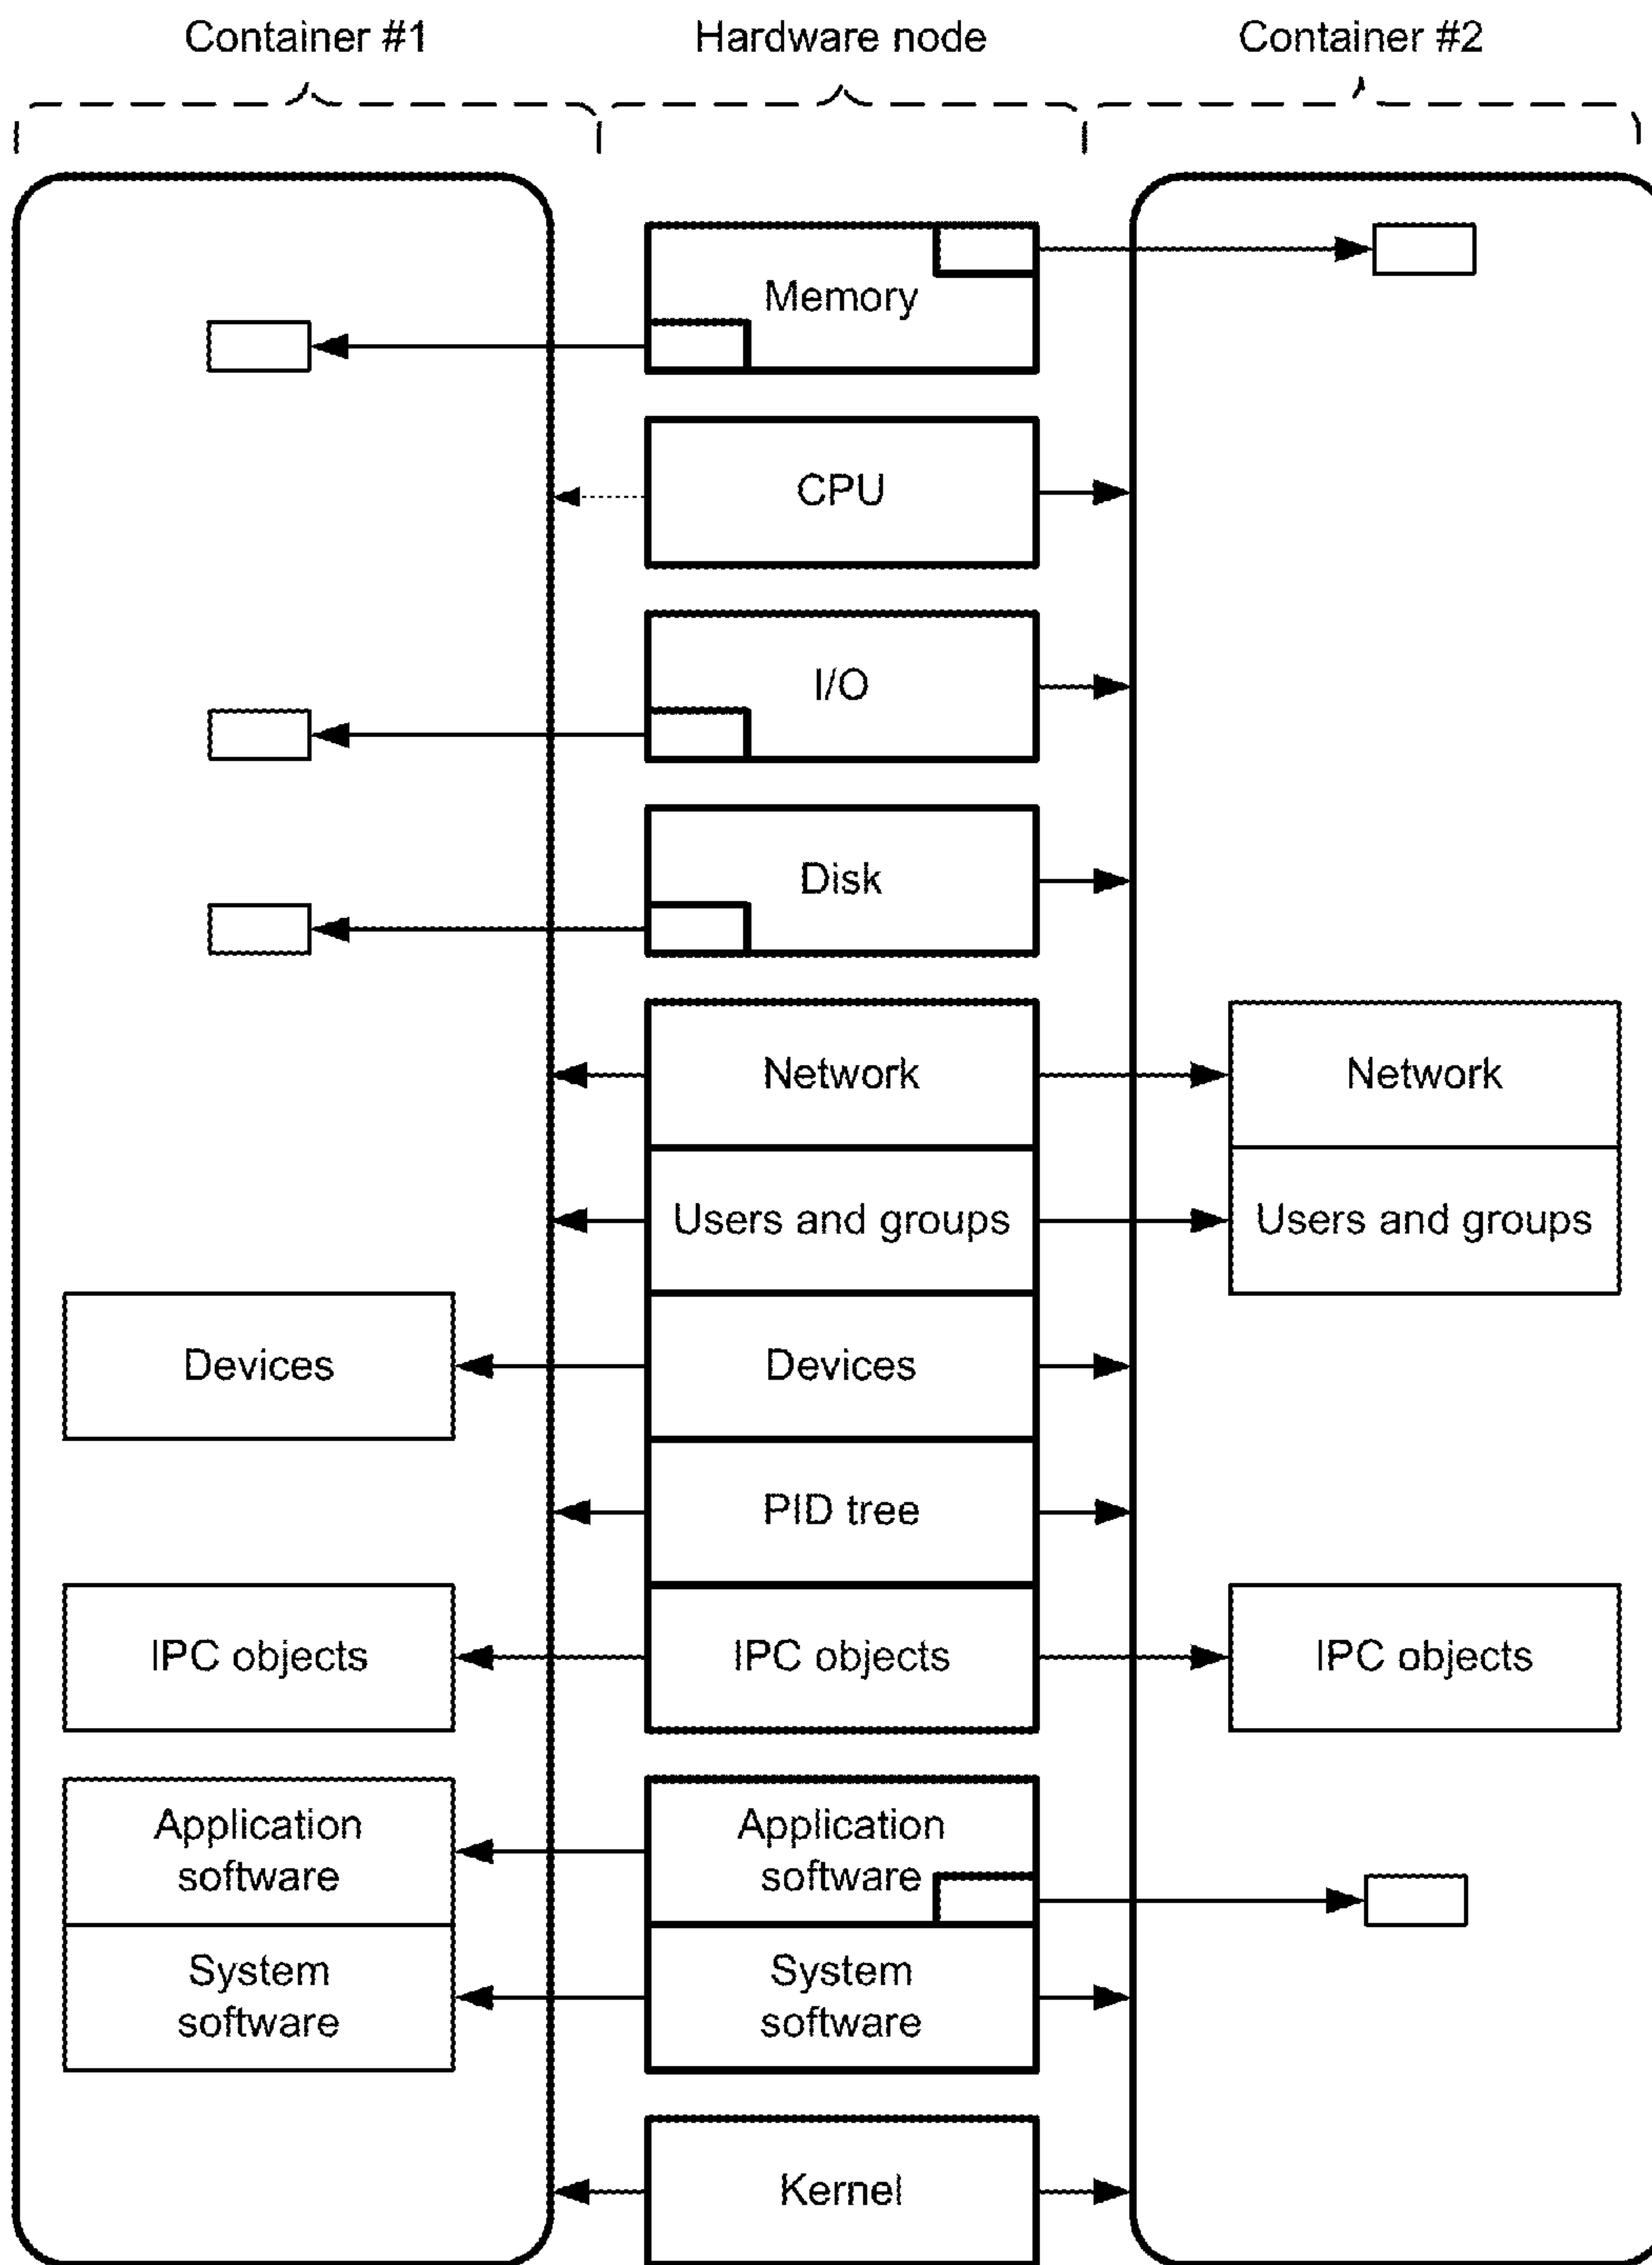 Container #1
Hardware node
Container #2
Memory
CPU
I/O
Disk
Network
Network
Users and groups
Users and groups
Devices
Devices
PID tree
IPC objects
IPC objects
IPC objects
Application
software
Application
software
System
software
System
software
Kernel